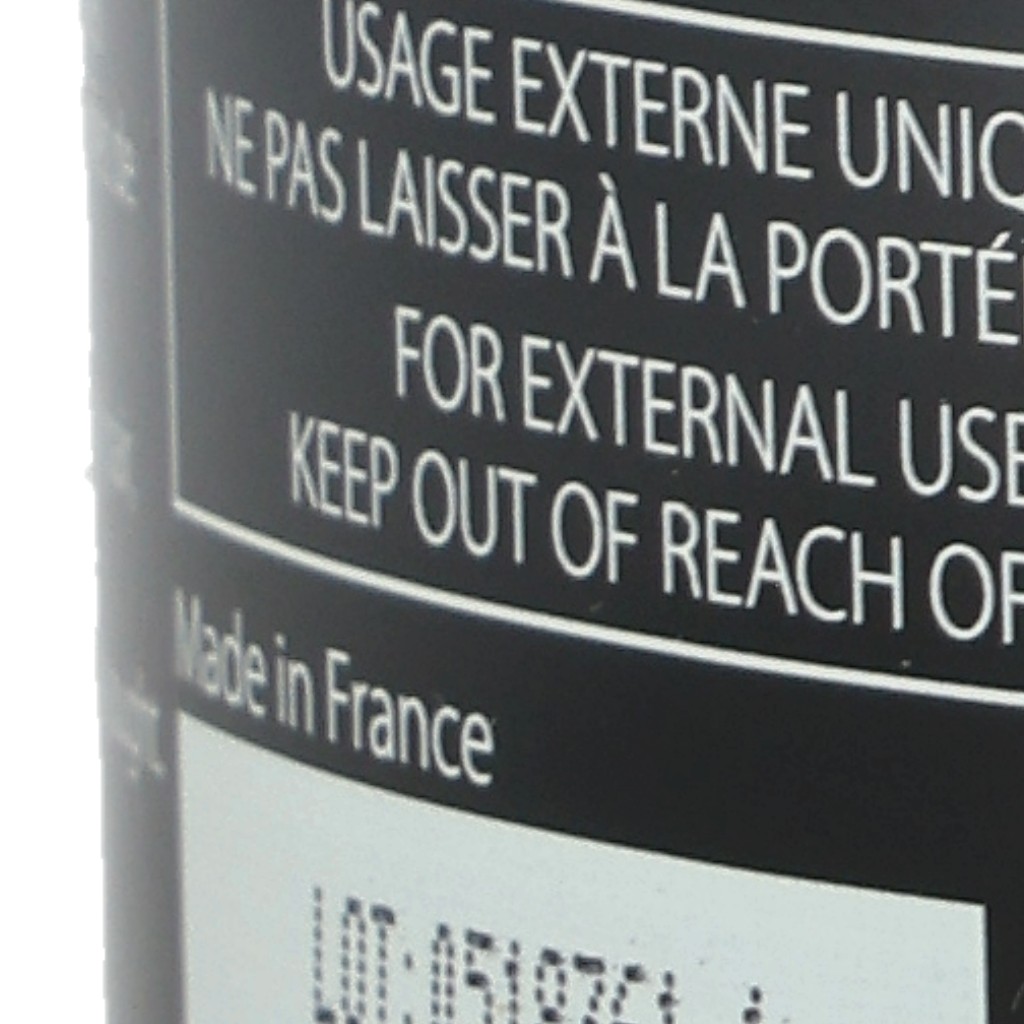 USAGE EXTERNE UNIQ
NE PAS LAISSER À LA PORTÉ
FOR EXTERNAL USE
KEEP OUT OF REACH OF
Made in France